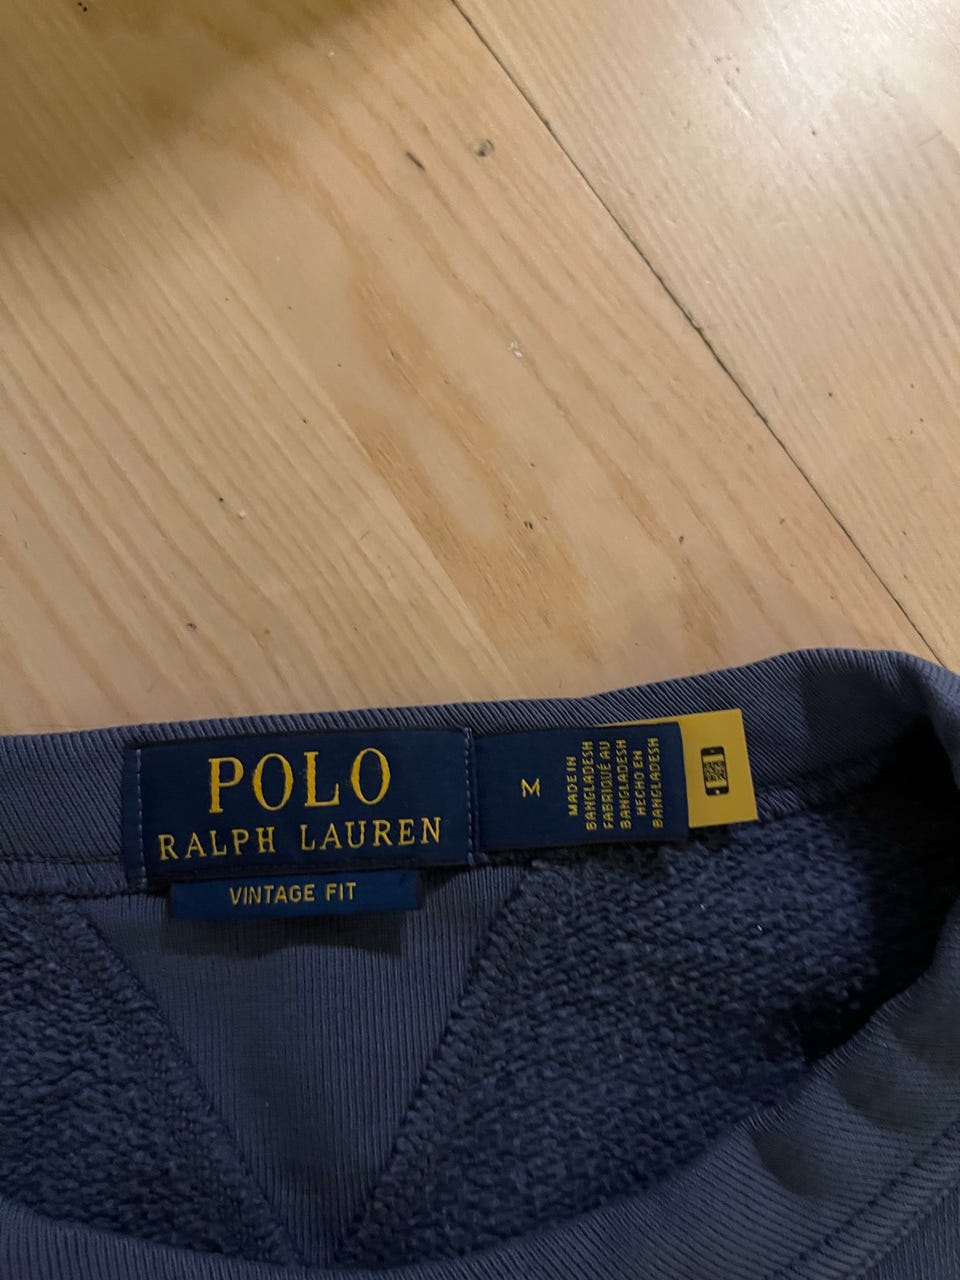 POLO
RALPH LAUREN
VINTAGE FIT
M
MADE IN
BANGLADESH
FABRIQUÉ AU
BANGLADESH
HECHO EN
BANGLADESH